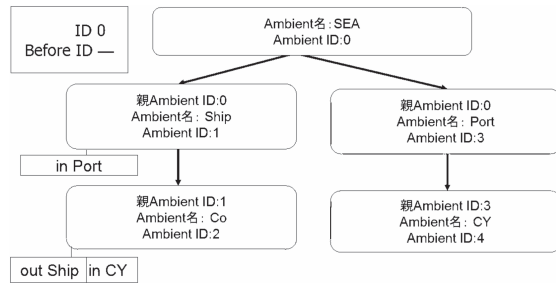 ID 0
Before ID —
Ambient名:SEA
Ambient ID:0
親Ambient ID:0
Ambient名: Ship
Ambient ID:1
親Ambient ID:0
Ambient名: Port
Ambient ID:3
in Port
親Ambient ID:1
Ambient名: Co
Ambient ID:2
親Ambient ID:3
Ambient名: CY
Ambient ID:4
out Ship in CY